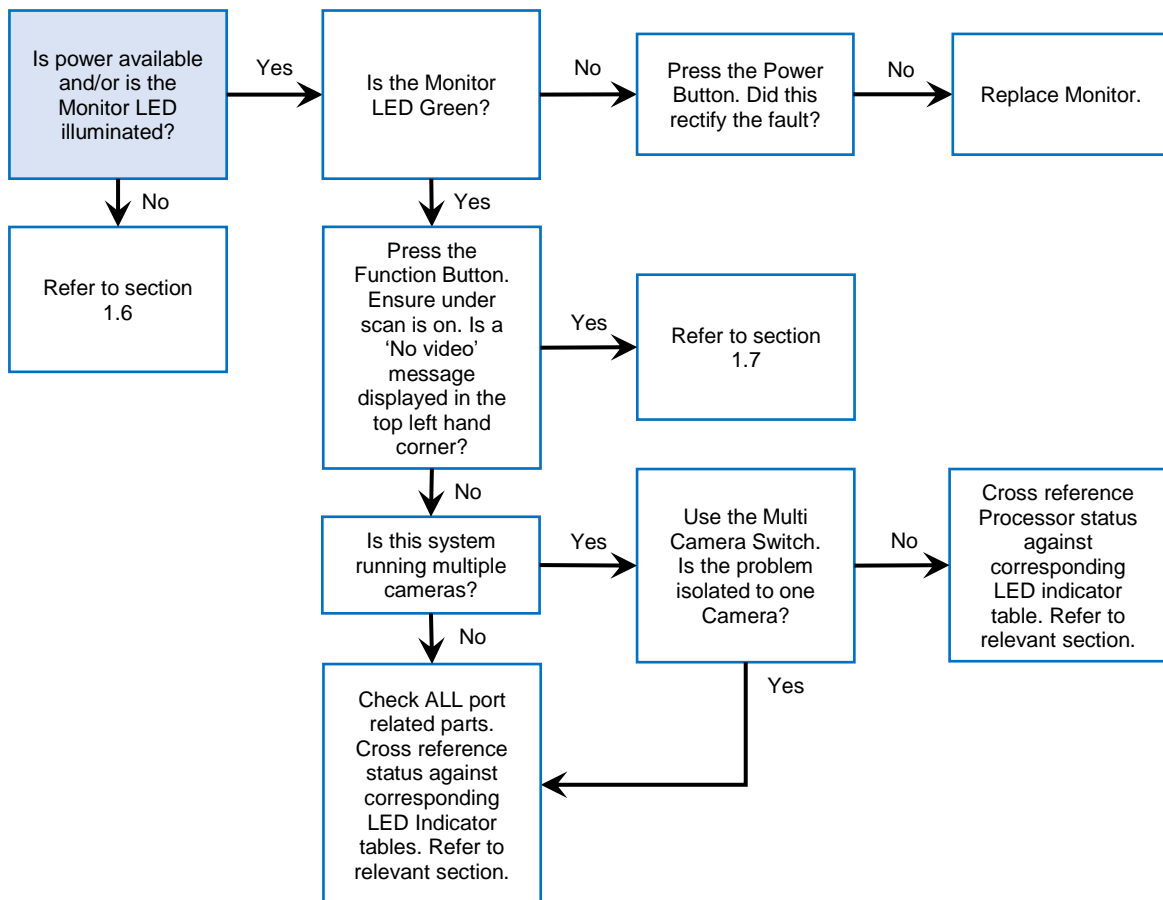 Is power available
and/or is the
Monitor LED
illuminated?
Yes
Is the Monitor
LED Green?
No
Press the Power
Button. Did this
rectify the fault?
No
Replace Monitor.
No
Yes
Refer to section
1.6
Press the
Function Button.
Ensure under
scan is on. Is a
‘No video’
message
displayed in the
top left hand
corner?
Yes
Refer to section
1.7
No
Is this system
running multiple
cameras?
Yes
Use the Multi
Camera Switch.
Is the problem
isolated to one
Camera?
No
Cross reference
Processor status
against
corresponding
LED indicator
table. Refer to
relevant section.
No
Yes
Check ALL port
related parts.
Cross reference
status against
corresponding
LED Indicator
tables. Refer to
relevant section.